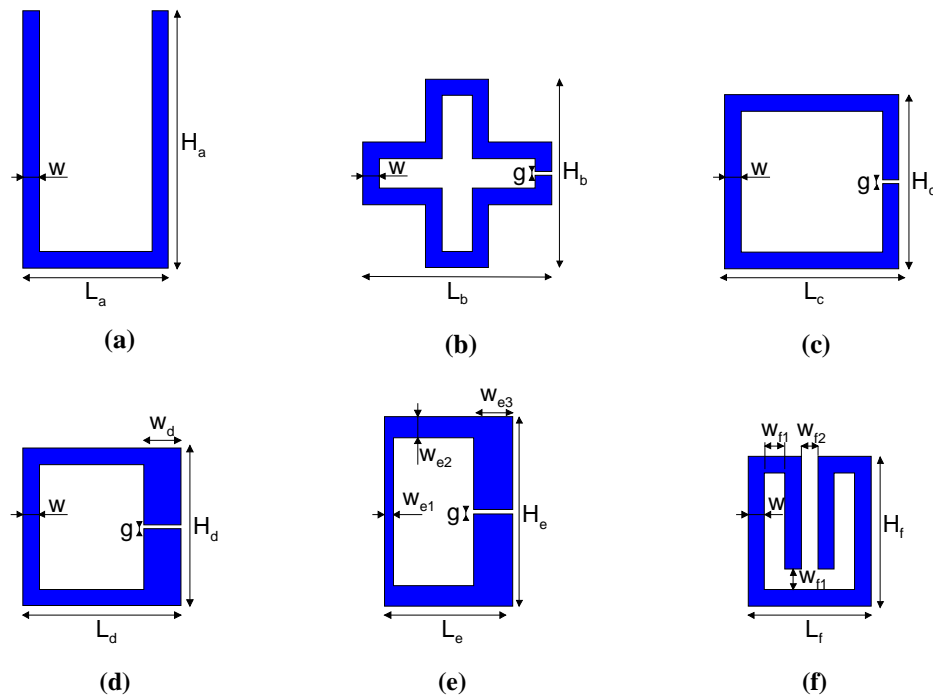 w
H_a
L_a
(a)
w
g
H_b
L_b
(b)
w
g
H_c
L_c
(c)
w_d
w
g
H_d
L_d
(d)
w_e3
w_e2
w_e1
g
H_e
L_e
(e)
w_f1
w_f2
w
H_f
w_f1
L_f
(f)